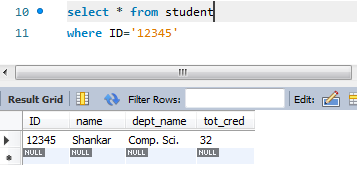 10 select * from student
11 where ID='12345'
Result Grid Filter Rows: Edit:
ID name dept_name tot_cred
12345 Shankar Comp. Sci. 32
NULL NULL NULL NULL